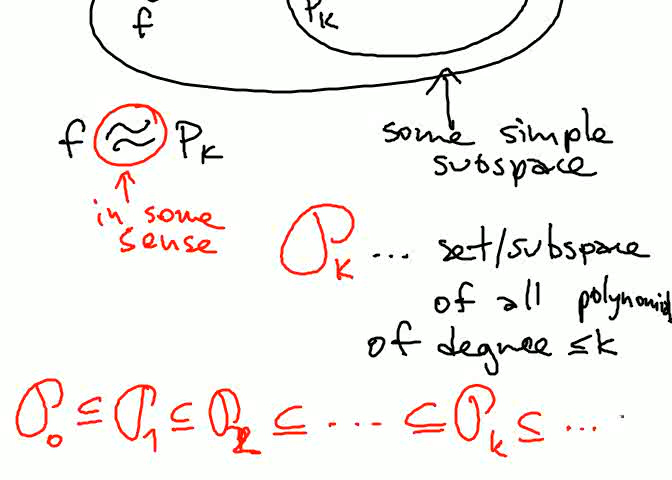 f P_K
f ≈ P_K
some simple
subspace
in some
sense
𝒫_K ... set/subspace
of all polynomial
of degree ≤ k
𝒫_0 ⊆ 𝒫_1 ⊆ 𝒫_2 ⊆ .... ⊆ 𝒫_k ⊆ ...